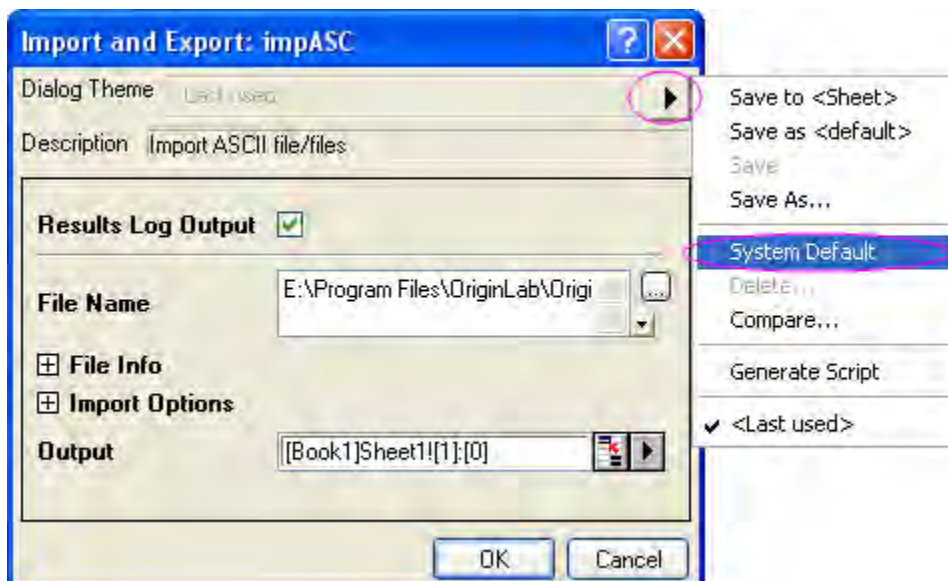 Import and Export: impASC
Dialog Theme Last used
Description Import ASCII file/files
Results Log Output
File Name E:\Program Files\OriginLab\Origi ...
File Info
Import Options
Output [Book1]Sheet1![1]:[0]
OK Cancel
Save to <Sheet>
Save as <default>
Save
Save As...
System Default
Delete...
Compare...
Generate Script
<Last used>